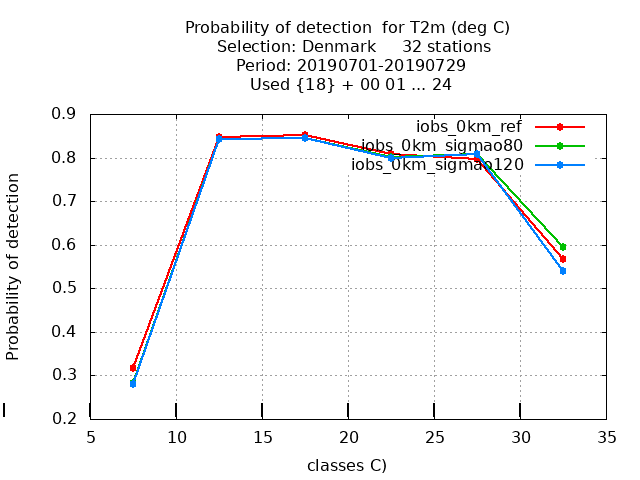 Probability of detection  for T2m (deg C)
Selection: Denmark     32 stations
Period: 20190701-20190729
Used {18} + 00 01 ... 24
0.9
0.8
0.7
0.6
0.5
0.4
0.3
0.2
Probability of detection
iobs_0km_ref
iobs_0km_sigmao80
iobs_0km_sigmao120
5
10
15
20
25
30
35
classes C)